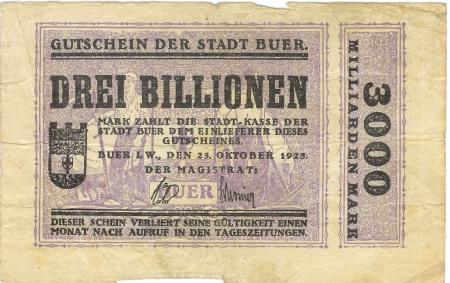 GUTSCHEIN DER STADT BUER.
DREI BILLIONEN
MARK ZAHLT DIE STADT-KASSE DER
STADT BUER DEM EINLIEFERER DIESES
GUTSCHEINES.
BUER I.W., DEN 23. OKTOBER 1923.
DER MAGISTRAT:
BUER
DIESER SCHEIN VERLIERT SEINE GÜLTIGKEIT EINEN
MONAT NACH AUFRUF IN DEN TAGESZEITUNGEN.
3000
MILLIARDEN MARK